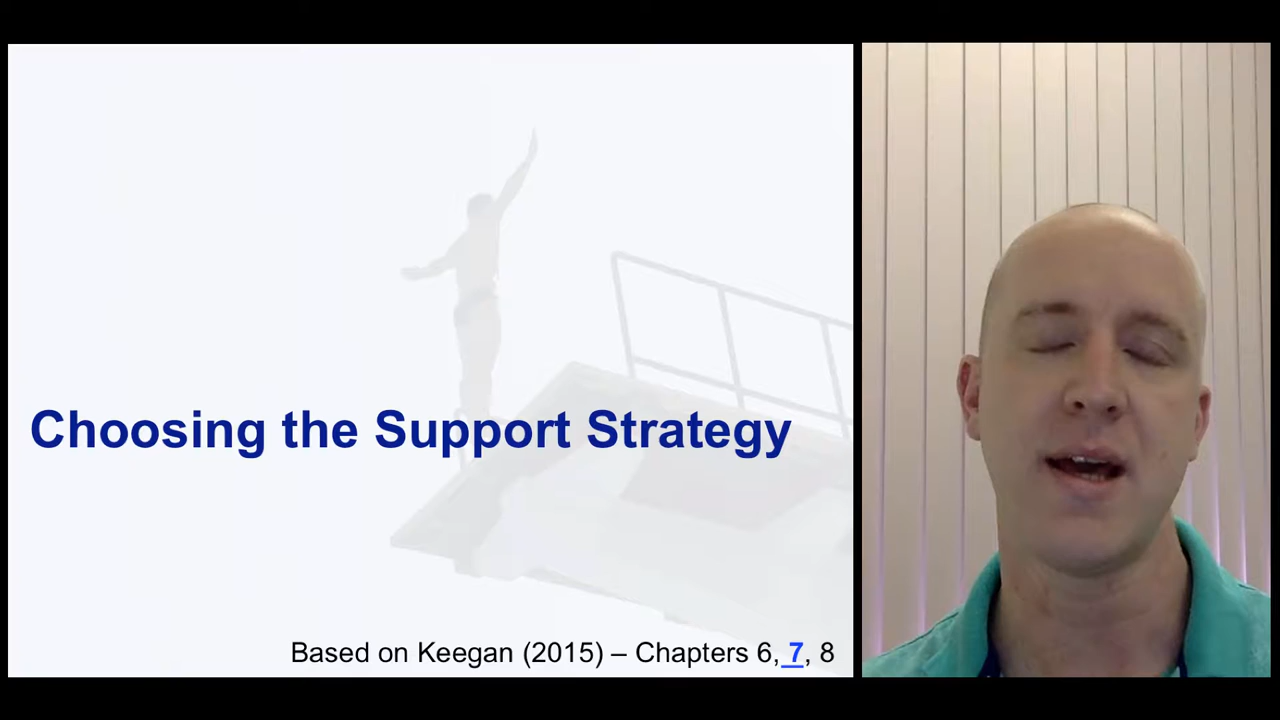 Choosing the Support Strategy
Based on Keegan (2015) – Chapters 6, 7, 8